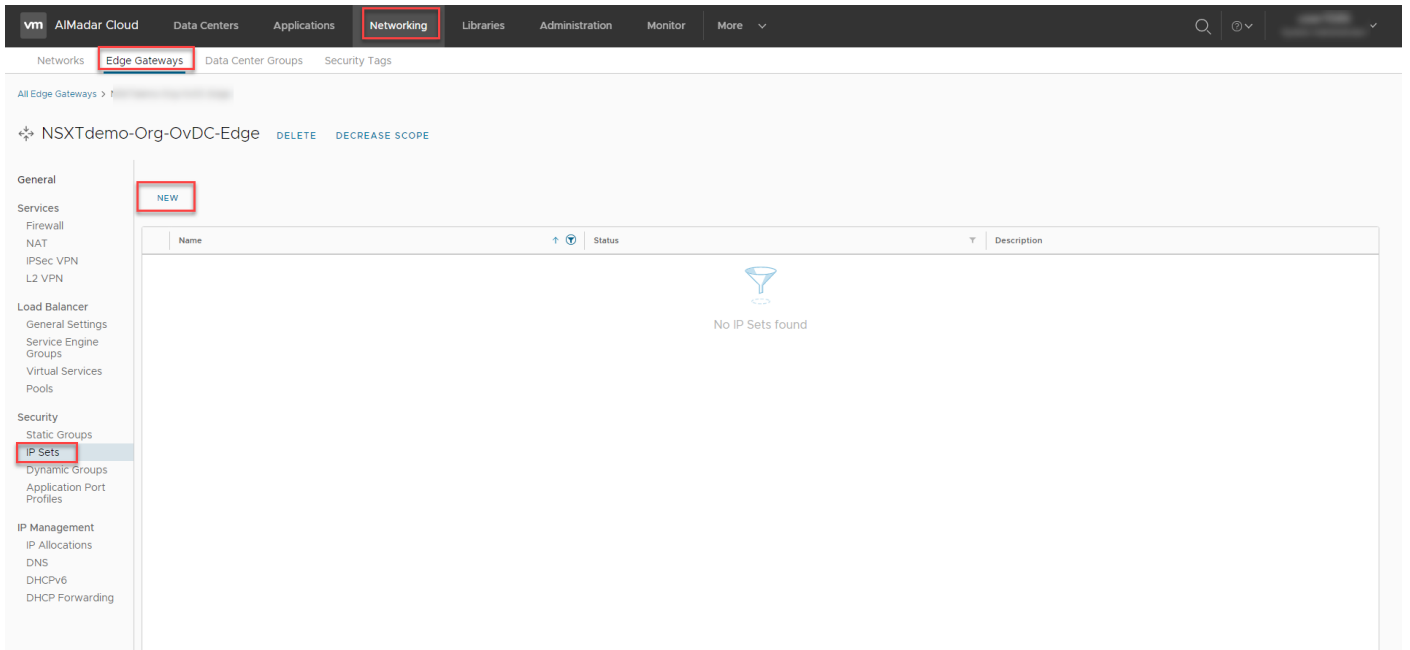 vm AlMadar Cloud Data Centers Applications Networking Libraries Administration Monitor More
Networks Edge Gateways Data Center Groups Security Tags
All Edge Gateways >
NSXTdemo-Org-OvDC-Edge DELETE DECREASE SCOPE
General
NEW
Services
Firewall
NAT
IPSec VPN
L2 VPN
Name Status Description
No IP Sets found
Load Balancer
General Settings
Service Engine
Groups
Virtual Services
Pools
Security
Static Groups
IP Sets
Dynamic Groups
Application Port
Profiles
IP Management
IP Allocations
DNS
DHCPv6
DHCP Forwarding